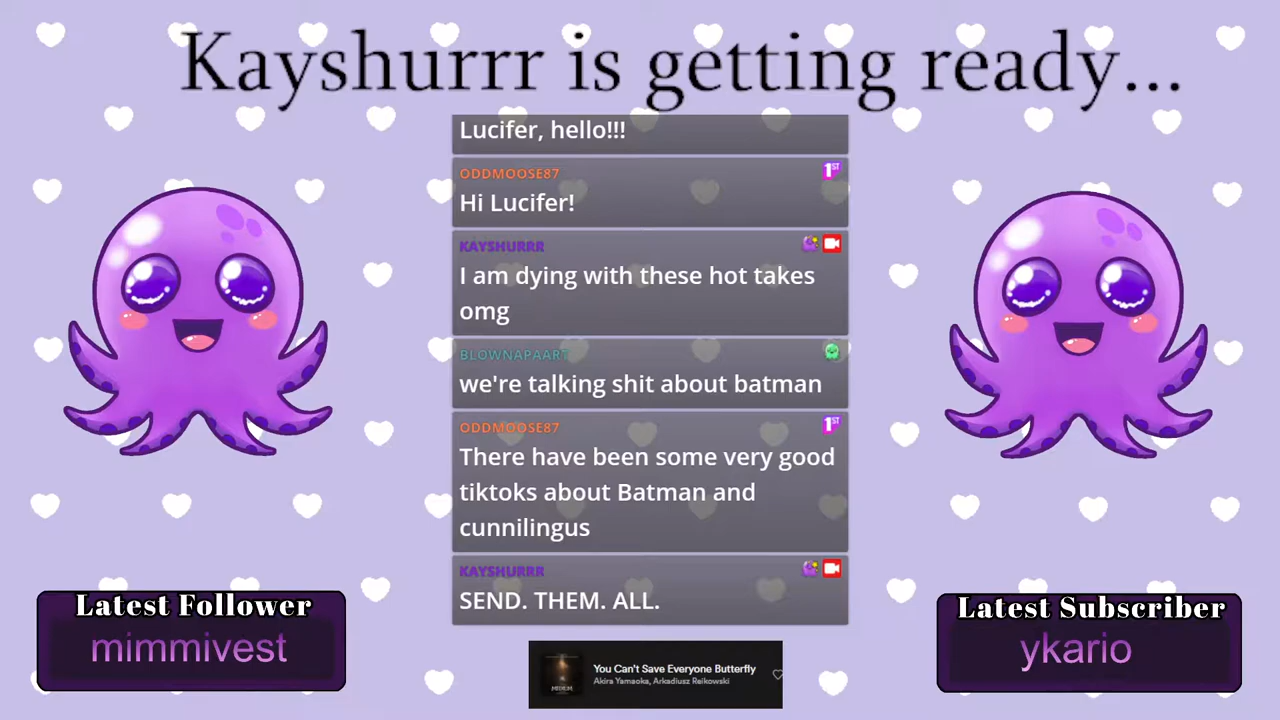 Kayshurrr is getting ready...
Lucifer, hello!!!
ODDMOOSE87
1ST
Hi Lucifer!
KAYSHURRR
I am dying with these hot takes
omg
BLOWNAPAART
we're talking shit about batman
ODDMOOSE87
1ST
There have been some very good
tiktoks about Batman and
cunnilingus
KAYSHURRR
SEND. THEM. ALL.
Latest Follower
mimmivest
Latest Subscriber
ykario
You Can't Save Everyone Butterfly
Akira Yamaoka, Arkadiusz Reikowski